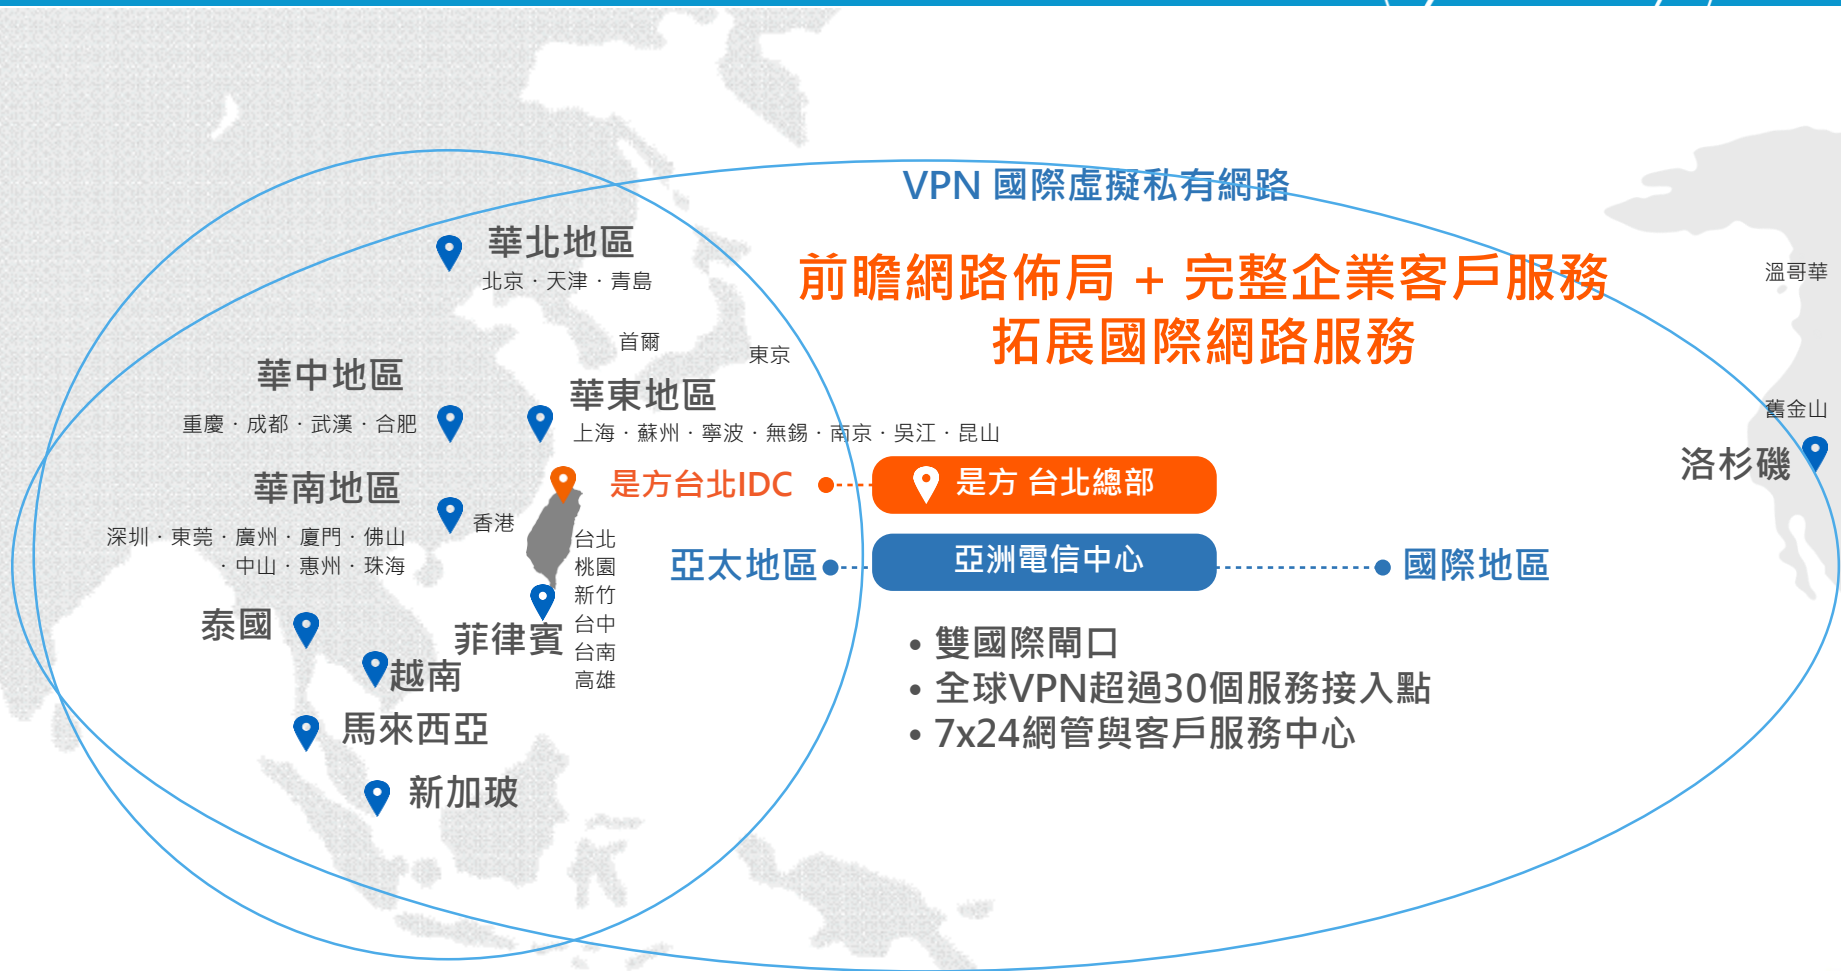 VPN 國際虛擬私有網路
前瞻網路佈局 + 完整企業客戶服務
拓展國際網路服務
華北地區
北京 · 天津 · 青島
溫哥華
首爾
東京
華中地區
重慶 · 成都 · 武漢 · 合肥
華東地區
上海 · 蘇州 · 寧波 · 無錫 · 南京 · 吳江 · 昆山
舊金山
洛杉磯
華南地區
深圳 · 東莞 · 廣州 · 廈門 · 佛山
· 中山 · 惠州 · 珠海
香港
是方台北IDC
是方 台北總部
亞太地區
亞洲電信中心
國際地區
台北
桃園
新竹
台中
台南
高雄
泰國
菲律賓
越南
馬來西亞
新加玻
• 雙國際閘口
• 全球VPN超過30個服務接入點
• 7x24網管與客戶服務中心